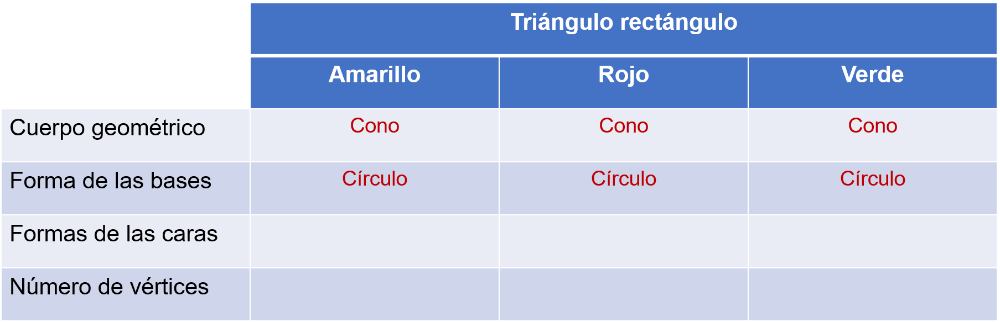 Triángulo rectángulo
Amarillo Rojo Verde
Cuerpo geométrico Cono Cono Cono
Forma de las bases Círculo Círculo Círculo
Formas de las caras
Número de vértices